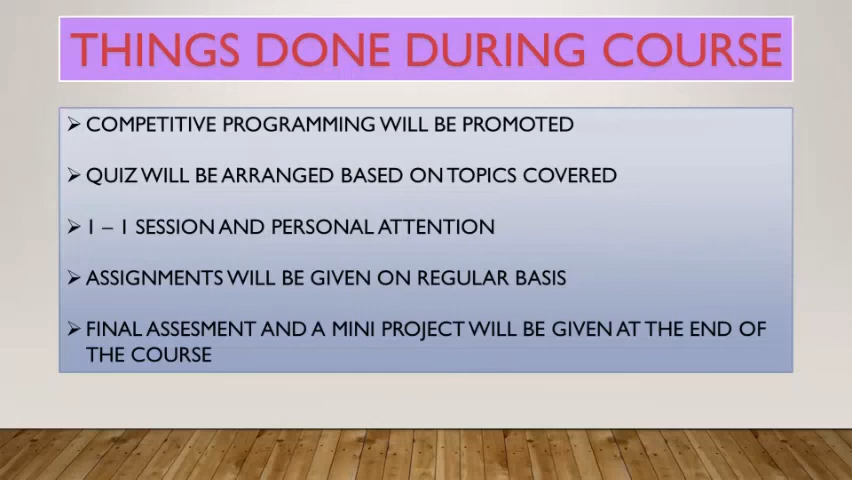 THINGS DONE DURING COURSE
➢ COMPETITIVE PROGRAMMING WILL BE PROMOTED
➢ QUIZ WILL BE ARRANGED BASED ON TOPICS COVERED
➢ 1 – 1 SESSION AND PERSONAL ATTENTION
➢ ASSIGNMENTS WILL BE GIVEN ON REGULAR BASIS
➢ FINAL ASSESMENT AND A MINI PROJECT WILL BE GIVEN AT THE END OF
THE COURSE